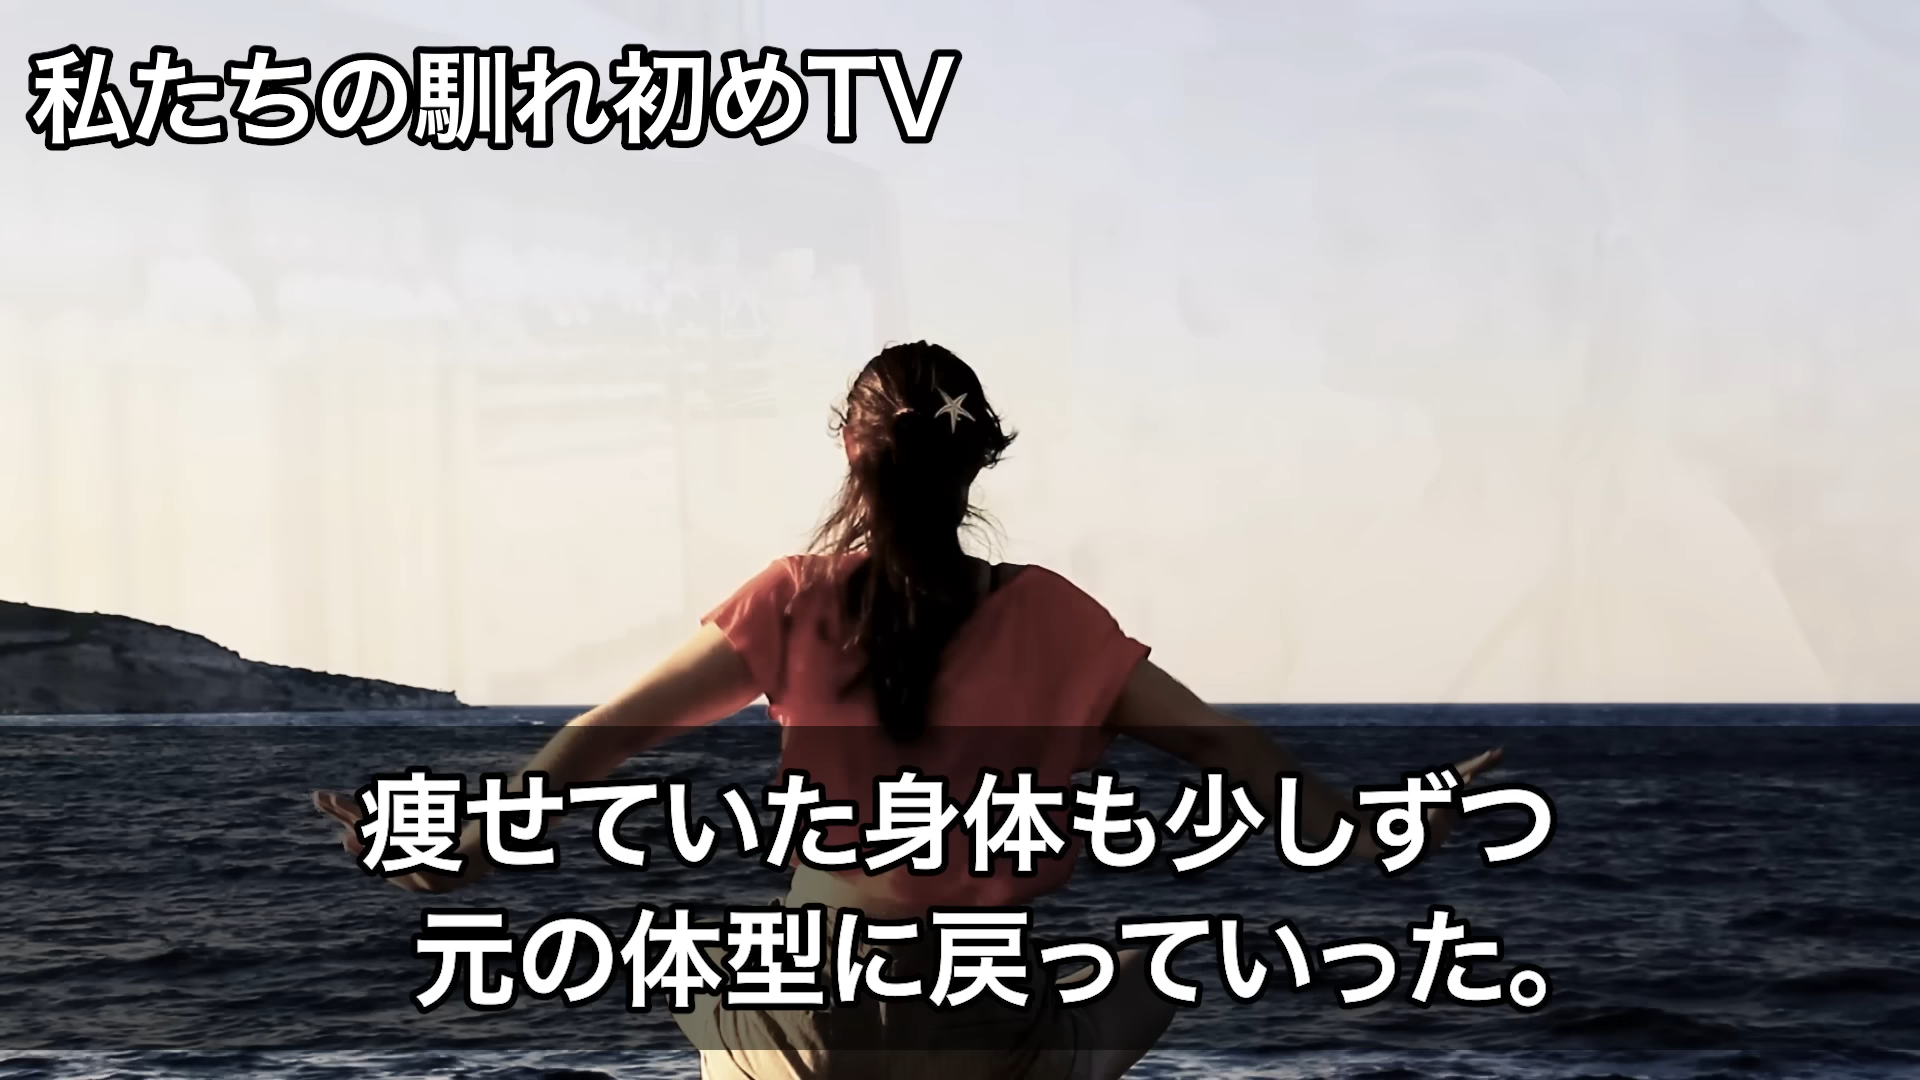 私たちの馴れ初めTV
痩せていた身体も少しずつ
元の体型に戻っていった。